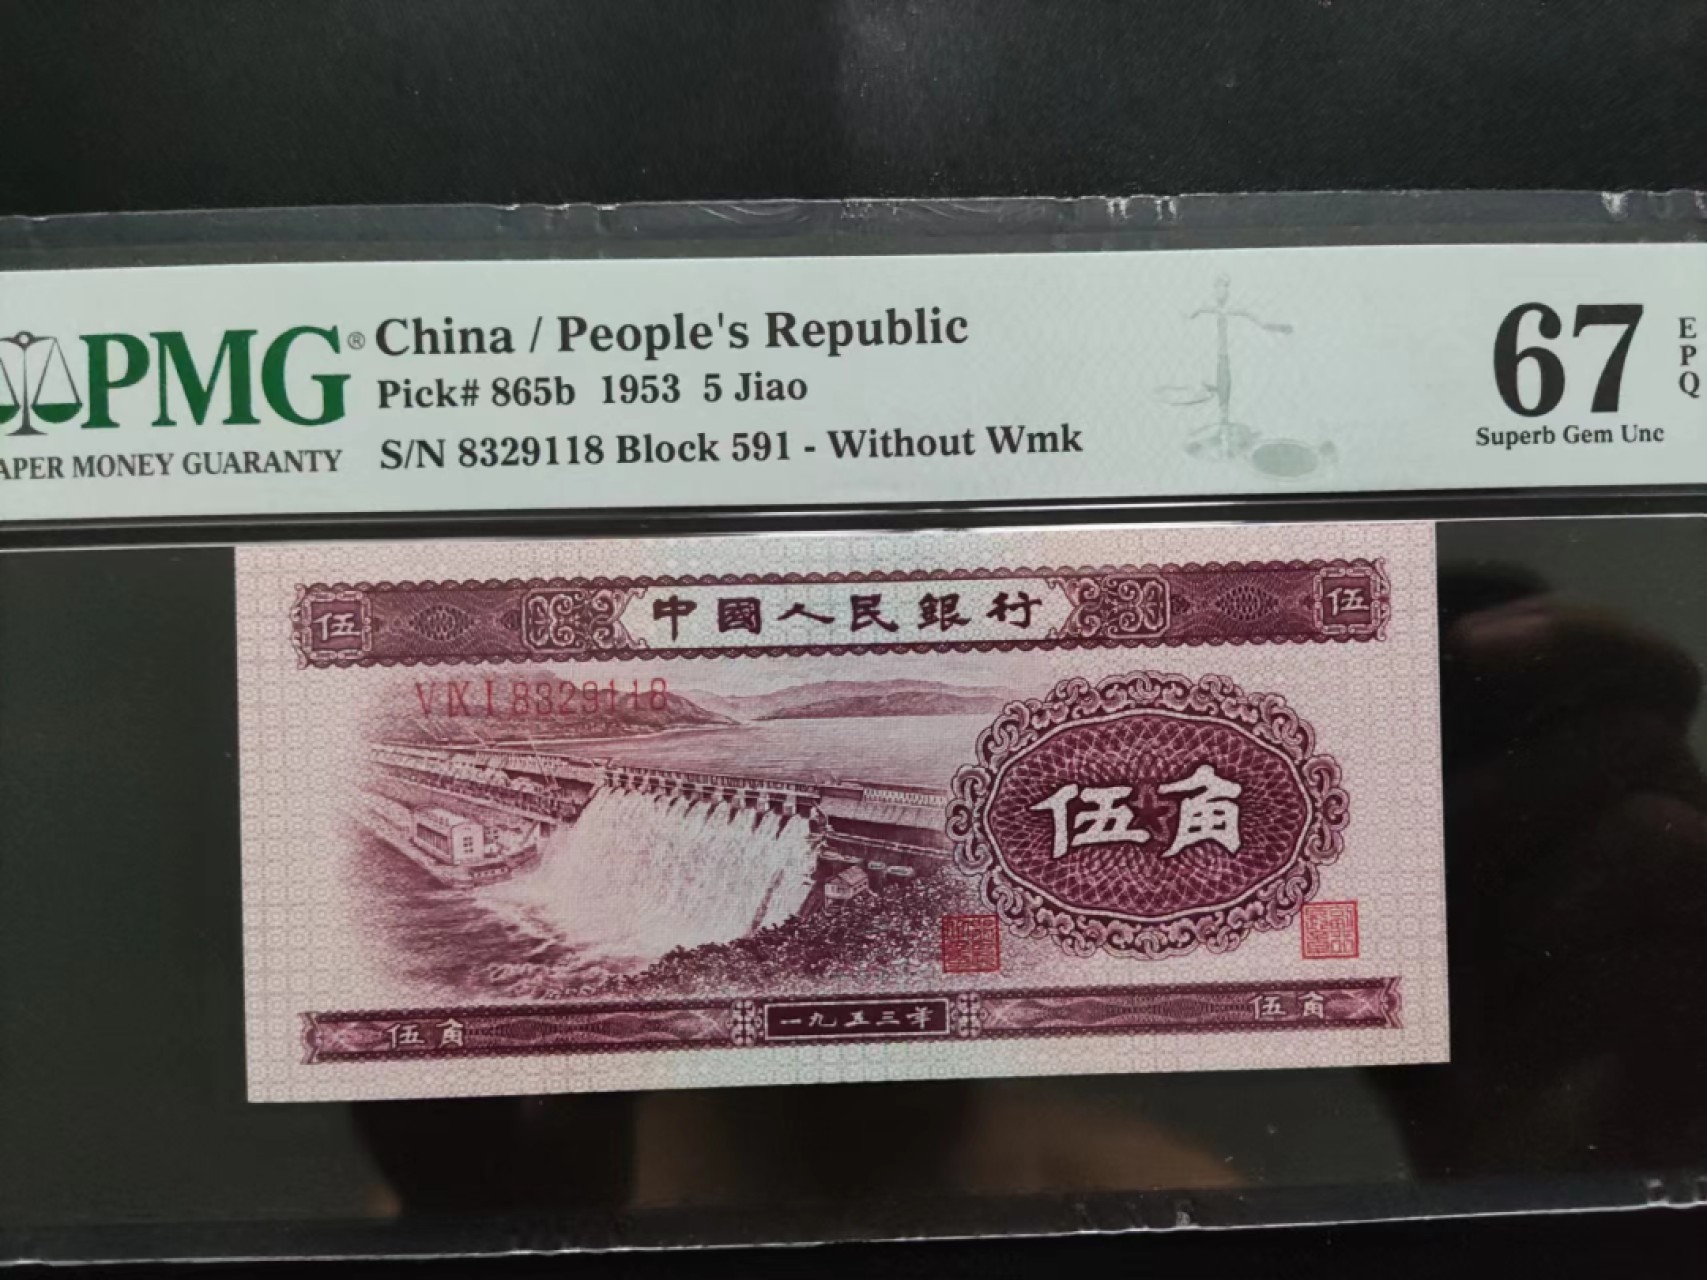 PMG®
APER MONEY GUARANTY
China / People's Republic
Pick# 865b 1953 5 Jiao
S/N 8329118 Block 591 - Without Wmk
67
EPQ
Superb Gem Unc
伍 中國人民銀行 伍
V IX I 8329118
伍角
伍角 一九五三年 伍角